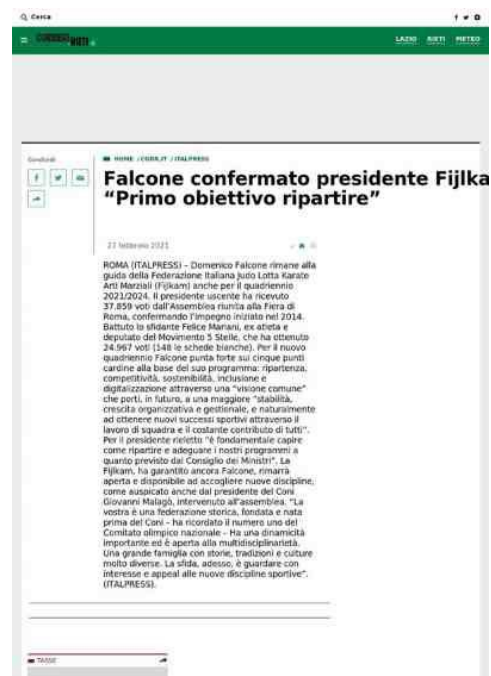 Cerca
CORRIERE RIETI
LAZIO RIETI METEO
Condividi:
HOME / CORR.IT / ITALPRESS
Falcone confermato presidente Fijlka
“Primo obiettivo ripartire”
27 febbraio 2021
ROMA (ITALPRESS) – Domenico Falcone rimane alla
guida della Federazione Italiana Judo Lotta Karate
Arti Marziali (Fijlkam) anche per il quadriennio
2021/2024. Il presidente uscente ha ricevuto
37.859 voti dall’Assemblea riunita alla Fiera di
Roma, confermando l’impegno iniziato nel 2014.
Battuto lo sfidante Felice Mariani, ex atleta e
deputato del Movimento 5 Stelle, che ha ottenuto
24.967 voti (148 le schede bianche). Per il nuovo
quadriennio Falcone punta forte sui cinque punti
cardine alla base del suo programma: ripartenza,
competitività, sostenibilità, inclusione e
digitalizzazione attraverso una “visione comune”
che porti, in futuro, a una maggiore “stabilità,
crescita organizzativa e gestionale, e naturalmente
ad ottenere nuovi successi sportivi attraverso il
lavoro di squadra e il costante contributo di tutti”.
Per il presidente rieletto “è fondamentale capire
come ripartire e adeguare i nostri programmi a
quanto previsto dal Consiglio dei Ministri”. La
Fijlkam, ha garantito ancora Falcone, rimarrà
aperta e disponibile ad accogliere nuove discipline,
come auspicato anche dal presidente del Coni
Giovanni Malagò, intervenuto all’assemblea. “La
vostra è una federazione storica, fondata e nata
prima del Coni – ha ricordato il numero uno del
Comitato olimpico nazionale – Ha una dinamicità
importante ed è aperta alla multidisciplinarietà.
Una grande famiglia con storie, tradizioni e culture
molto diverse. La sfida, adesso, è guardare con
interesse e appeal alle nuove discipline sportive”.
(ITALPRESS).
TASSE